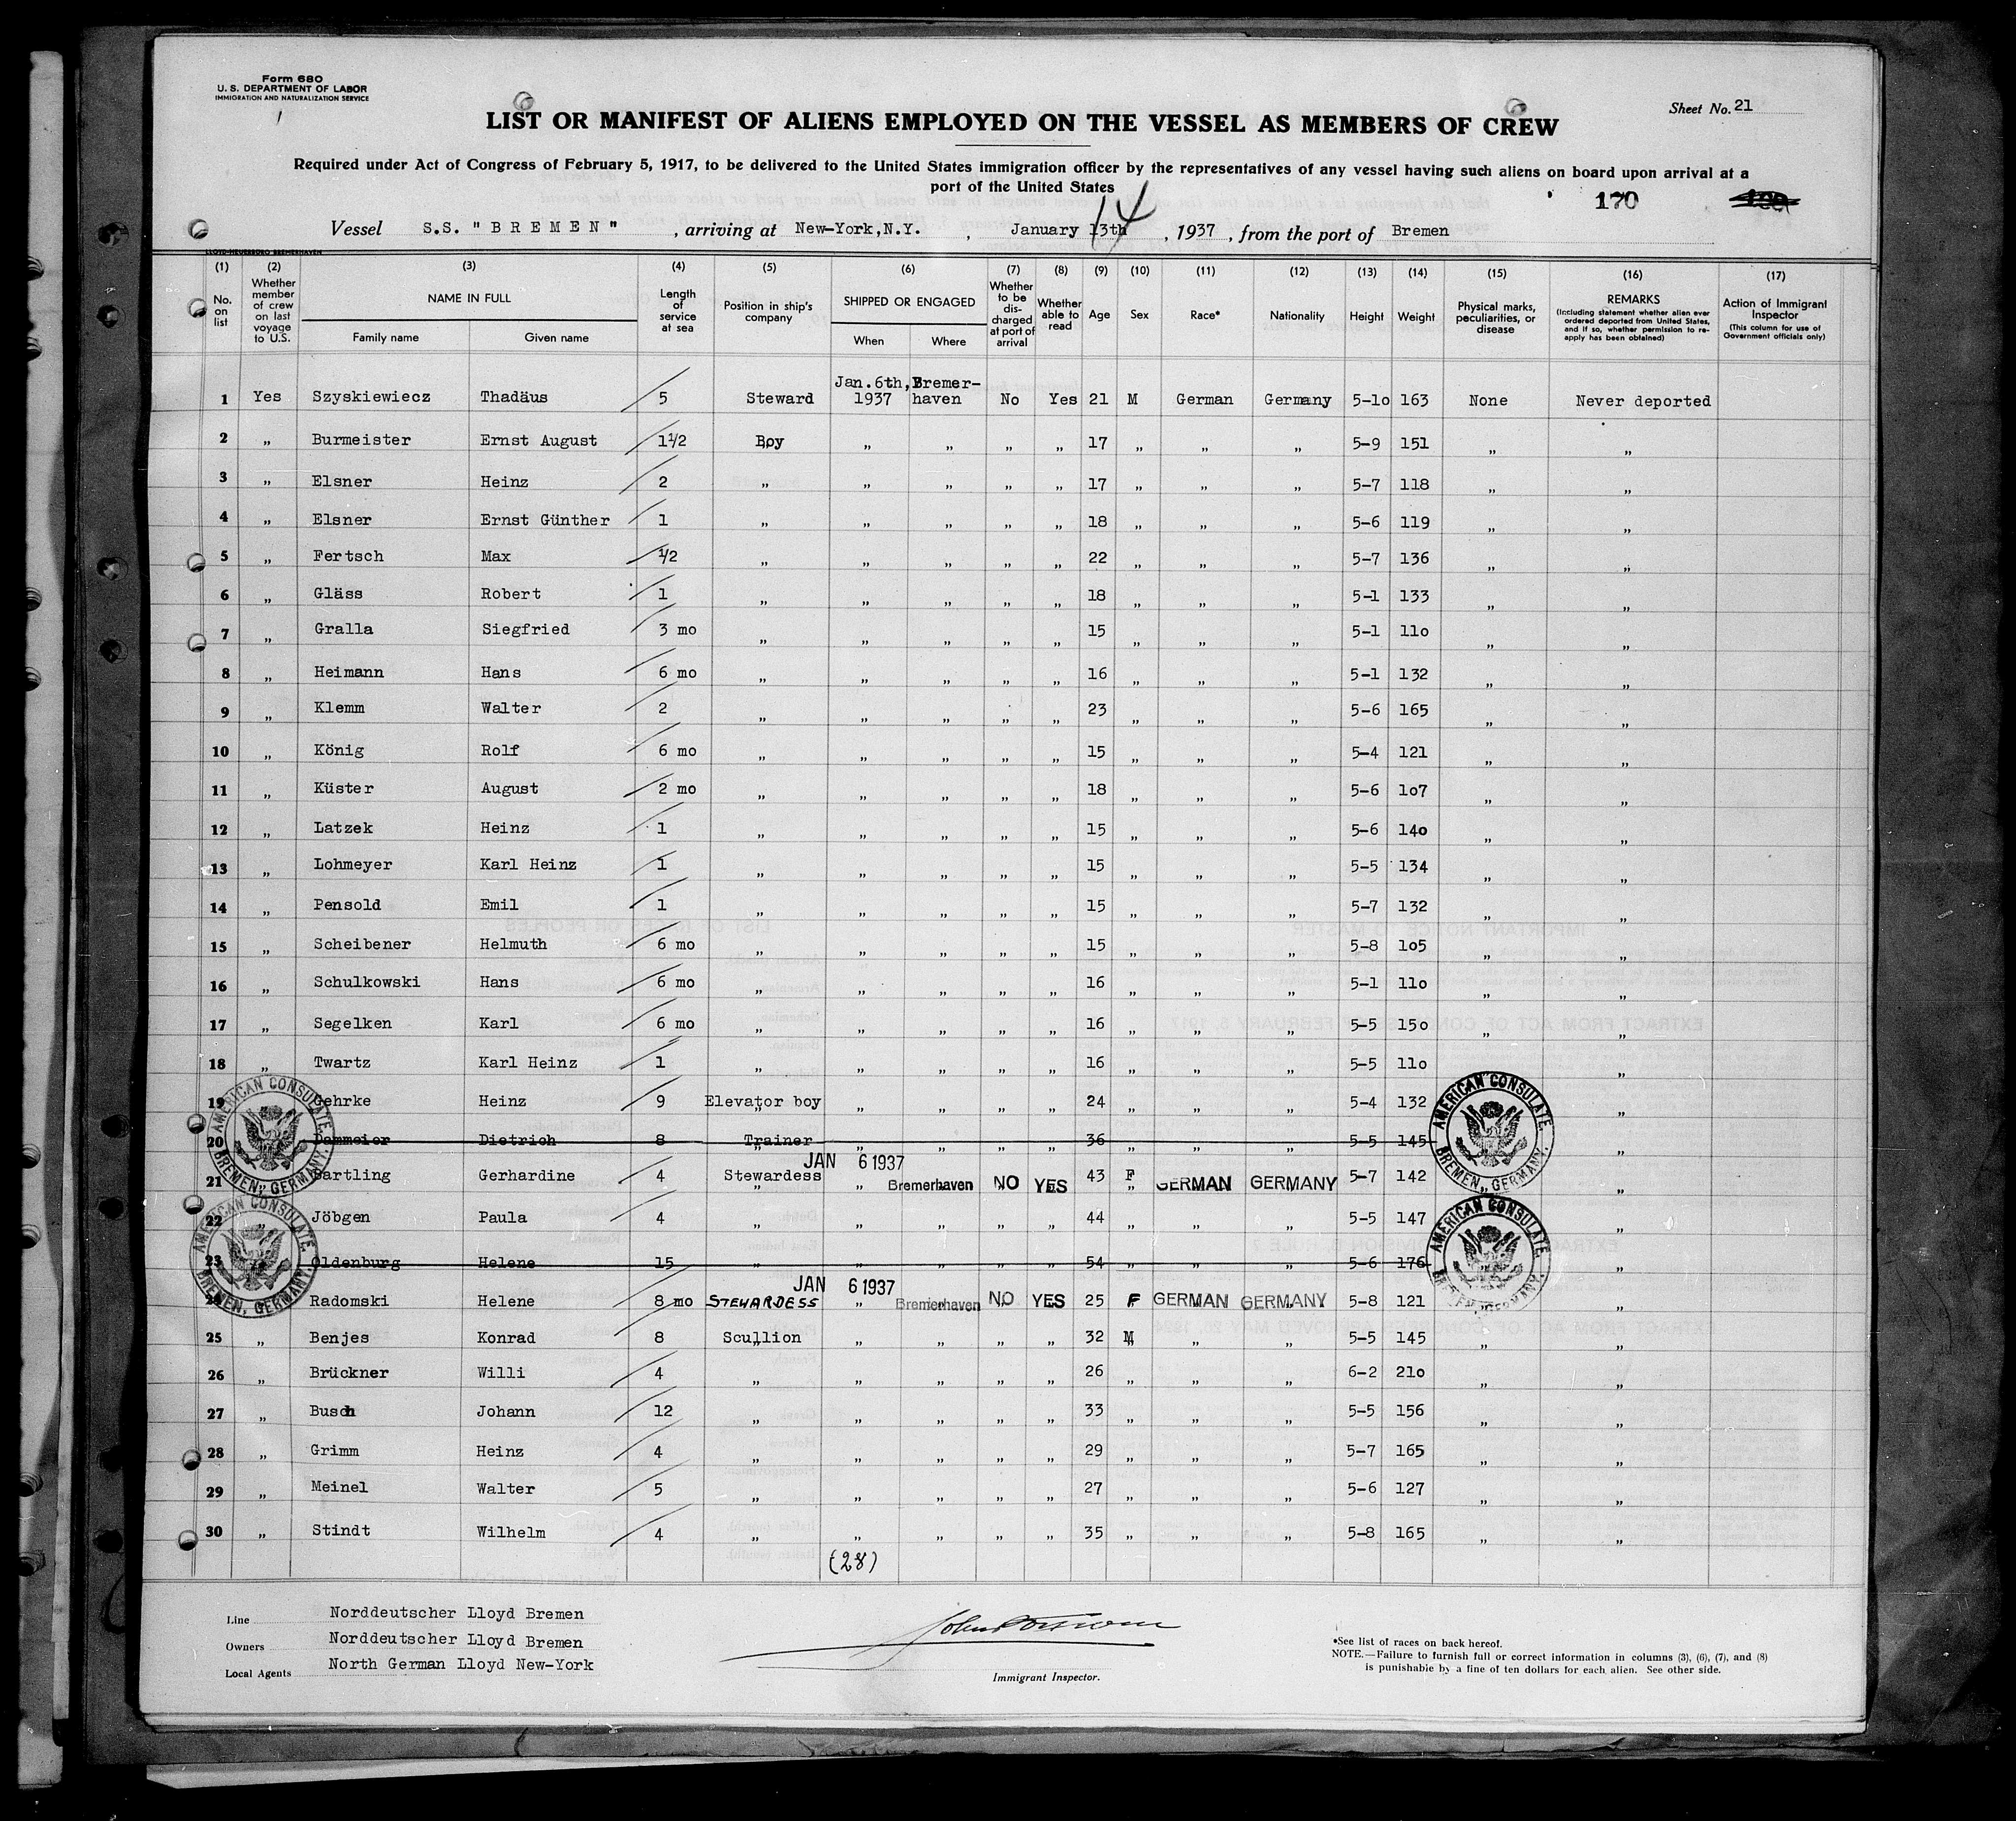 Form 680
U. S. DEPARTMENT OF LABOR
IMMIGRATION AND NATURALIZATION SERVICE
Sheet No. 21
LIST OR MANIFEST OF ALIENS EMPLOYED ON THE VESSEL AS MEMBERS OF CREW
Required under Act of Congress of February 5, 1917, to be delivered to the United States immigration officer by the representatives of any vessel having such aliens on board upon arrival at a
port of the United States
170
14
Vessel S.S. "BREMEN" , arriving at New-York,N.Y. , January 13th , 1937 , from the port of Bremen
(1) (2) (3) (4) (5) (6) (7) (8) (9) (10) (11) (12) (13) (14) (15) (16) (17)
No. on list
Whether member of crew on last voyage to U.S.
NAME IN FULL
Family name Given name
Length of service at sea
Position in ship's company
SHIPPED OR ENGAGED
When Where
Whether to be discharged at port of arrival
Whether able to read
Age Sex Race* Nationality Height Weight
Physical marks, peculiarities, or disease
REMARKS
(Including statement whether alien ever ordered deported from United States, and if so, whether permission to re-apply has been obtained)
Action of Immigrant Inspector
(This column for use of Government officials only)
1 Yes Szyskiewiecz Thadäus 5 Steward Jan.6th, 1937 Bremer-haven No Yes 21 M German Germany 5-10 163 None Never deported
2 „ Burmeister Ernst August 1½ Boy „ „ „ „ 17 „ „ „ 5-9 151 „ „
3 „ Elsner Heinz 2 „ „ „ „ „ 17 „ „ „ 5-7 118 „ „
4 „ Elsner Ernst Günther 1 „ „ „ „ „ 18 „ „ „ 5-6 119 „ „
5 „ Fertsch Max ½ „ „ „ „ „ 22 „ „ „ 5-7 136 „ „
6 „ Gläss Robert 1 „ „ „ „ „ 18 „ „ „ 5-1 133 „ „
7 „ Gralla Siegfried 3 mo „ „ „ „ „ 15 „ „ „ 5-1 110 „ „
8 „ Heimann Hans 6 mo „ „ „ „ „ 16 „ „ „ 5-1 132 „ „
9 „ Klemm Walter 2 „ „ „ „ „ 23 „ „ „ 5-6 165 „ „
10 „ König Rolf 6 mo „ „ „ „ „ 15 „ „ „ 5-4 121 „ „
11 „ Küster August 2 mo „ „ „ „ „ 18 „ „ „ 5-6 107 „ „
12 „ Latzek Heinz 1 „ „ „ „ „ 15 „ „ „ 5-6 140 „ „
13 „ Lohmeyer Karl Heinz 1 „ „ „ „ „ 15 „ „ „ 5-5 134 „ „
14 „ Pensold Emil 1 „ „ „ „ „ 15 „ „ „ 5-7 132 „ „
15 „ Scheibener Helmuth 6 mo „ „ „ „ „ 15 „ „ „ 5-8 105 „ „
16 „ Schulkowski Hans 6 mo „ „ „ „ „ 16 „ „ „ 5-1 110 „ „
17 „ Segelken Karl 6 mo „ „ „ „ „ 16 „ „ „ 5-5 150 „ „
18 „ Twartz Karl Heinz 1 „ „ „ „ „ 16 „ „ „ 5-5 110 „
19 Gehrke Heinz 9 Elevator boy „ „ „ „ 24 „ „ „ 5-4 132 „
20 Dammeier Dietrich 8 Trainer „ „ „ „ 36 „ „ „ 5-5 145 „
21 Gartling Gerhardine 4 Stewardess JAN 6 1937 Bremerhaven NO YES 43 F GERMAN GERMANY 5-7 142 „
22 „ Jöbgen Paula 4 „ „ „ „ „ 44 „ „ „ 5-5 147 „
23 Oldenburg Helene 15 „ „ „ „ „ 54 „ „ „ 5-6 176 „
24 „ Radomski Helene 8 mo STEWARDESS JAN 6 1937 Bremerhaven NO YES 25 F GERMAN GERMANY 5-8 121 „
25 „ Benjes Konrad 8 Scullion „ „ „ „ 32 M „ „ 5-5 145 „ „
26 „ Brückner Willi 4 „ „ „ „ „ 26 „ „ „ 6-2 210 „ „
27 „ Busch Johann 12 „ „ „ „ „ 33 „ „ „ 5-5 156 „ „
28 „ Grimm Heinz 4 „ „ „ „ „ 29 „ „ „ 5-7 165 „ „
29 „ Meinel Walter 5 „ „ „ „ „ 27 „ „ „ 5-6 127 „ „
30 „ Stindt Wilhelm 4 „ „ „ „ „ 35 „ „ „ 5-8 165 „ „
(28)
AMERICAN CONSULATE. BREMEN, GERMANY.
AMERICAN CONSULATE. BREMEN, GERMANY.
AMERICAN CONSULATE. BREMEN, GERMANY.
AMERICAN CONSULATE. BREMEN, GERMANY.
Line Norddeutscher Lloyd Bremen
Owners Norddeutscher Lloyd Bremen
Local Agents North German Lloyd New-York
Immigrant Inspector.
*See list of races on back hereof.
NOTE.—Failure to furnish full or correct information in columns (3), (6), (7), and (8)
is punishable by a fine of ten dollars for each alien. See other side.